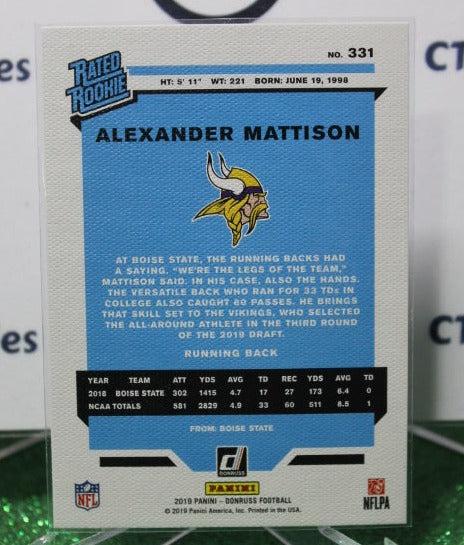 CT
es
NO. 331
RATED
ROOKIE
HT: 5' 11" WT: 221 BORN: JUNE 19, 1998
ALEXANDER MATTISON
AT BOISE STATE, THE RUNNING BACKS HAD
A SAYING. "WE'RE THE LEGS OF THE TEAM,"
MATTISON SAID. IN HIS CASE, ALSO THE HANDS.
THE VERSATILE BACK WHO RAN FOR 33 TDs IN
COLLEGE ALSO CAUGHT 60 PASSES. HE BRINGS
THAT SKILL SET TO THE VIKINGS, WHO SELECTED
THE ALL-AROUND ATHLETE IN THE THIRD ROUND
OF THE 2019 DRAFT.
RUNNING BACK
CT
es
YEAR TEAM ATT YDS AVG TD REC YDS AVG TD
2018 BOISE STATE 302 1415 4.7 17 27 173 6.4 0
NCAA TOTALS 581 2829 4.9 33 60 511 8.5 1
FROM: BOISE STATE
DONRUSS
NFL
PANINI
NFLPA
2019 PANINI - DONRUSS FOOTBALL
© 2019 Panini America, Inc. Printed in the USA.